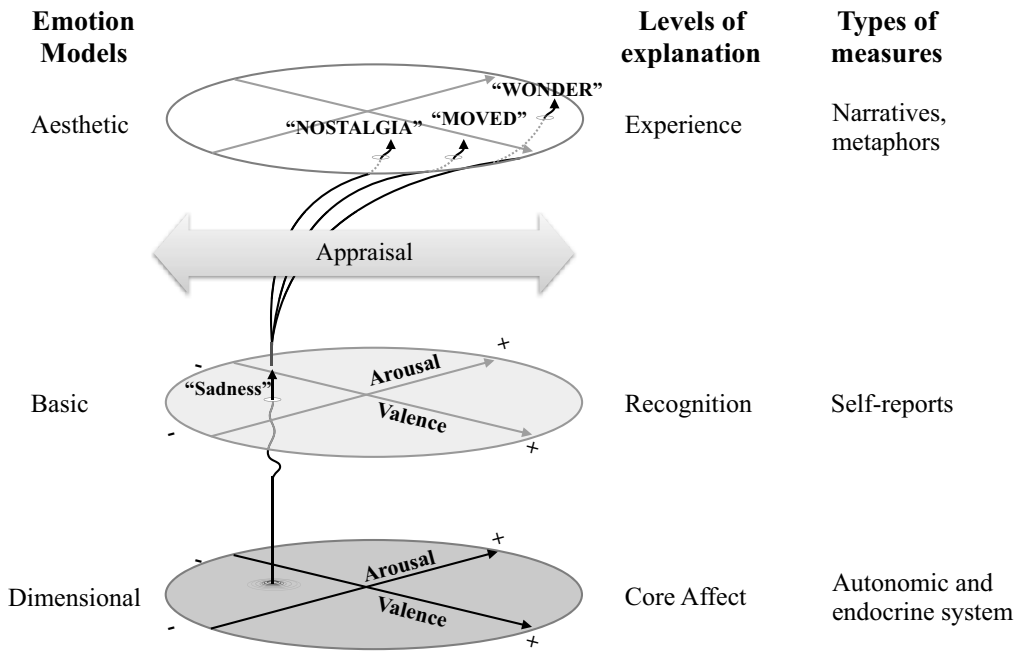 Emotion
Models
Levels of
explanation
Types of
measures
Aesthetic
“WONDER”
“NOSTALGIA”
“MOVED”
Experience
Narratives,
metaphors
Appraisal
Basic
-
+
“Sadness”
Arousal
Valence
-
+
Recognition
Self-reports
Dimensional
-
+
Arousal
Valence
-
+
Core Affect
Autonomic and
endocrine system